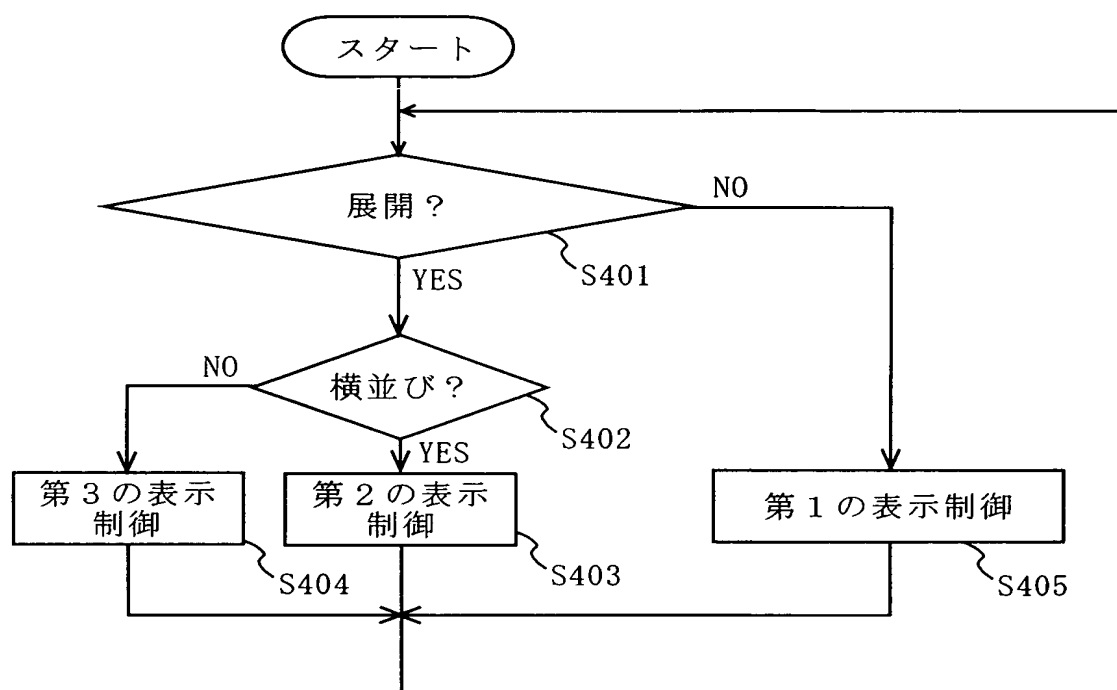 スタート
展開?
NO
S401
YES
NO
横並び?
S402
YES
第3の表示
制御
第2の表示
制御
第1の表示制御
S404
S403
S405